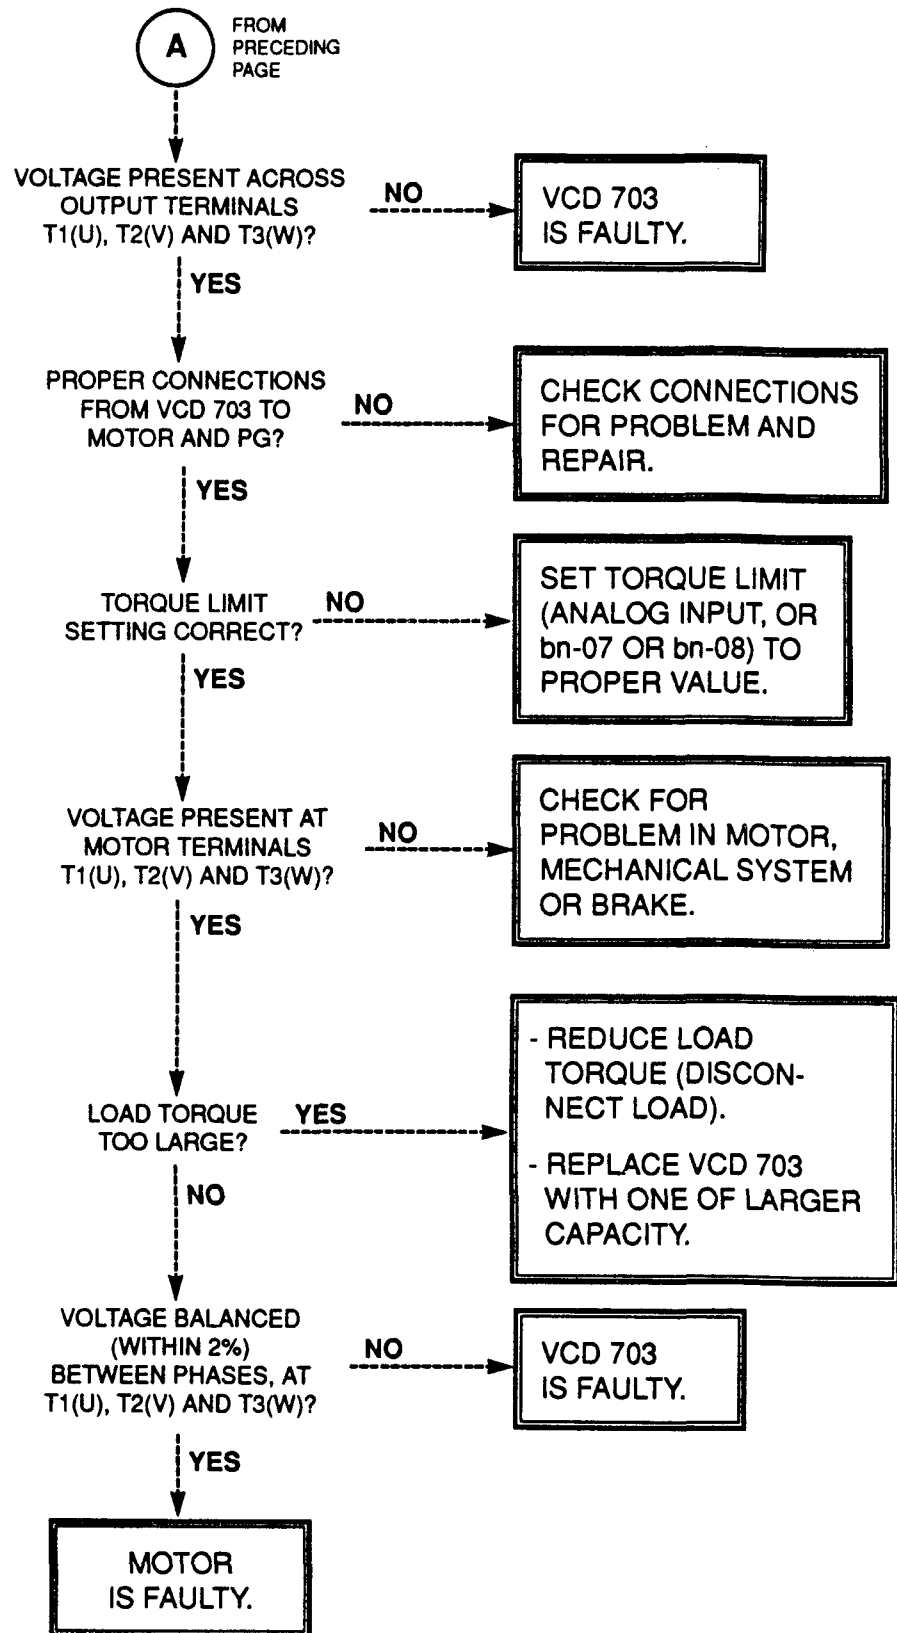 A
FROM
PRECEDING
PAGE
VOLTAGE PRESENT ACROSS
OUTPUT TERMINALS
T1(U), T2(V) AND T3(W)?
NO
VCD 703
IS FAULTY.
YES
PROPER CONNECTIONS
FROM VCD 703 TO
MOTOR AND PG?
NO
CHECK CONNECTIONS
FOR PROBLEM AND
REPAIR.
YES
TORQUE LIMIT
SETTING CORRECT?
NO
SET TORQUE LIMIT
(ANALOG INPUT, OR
bn-07 OR bn-08) TO
PROPER VALUE.
YES
VOLTAGE PRESENT AT
MOTOR TERMINALS
T1(U), T2(V) AND T3(W)?
NO
CHECK FOR
PROBLEM IN MOTOR,
MECHANICAL SYSTEM
OR BRAKE.
YES
LOAD TORQUE
TOO LARGE?
YES
- REDUCE LOAD
TORQUE (DISCON-
NECT LOAD).
- REPLACE VCD 703
WITH ONE OF LARGER
CAPACITY.
NO
VOLTAGE BALANCED
(WITHIN 2%)
BETWEEN PHASES, AT
T1(U), T2(V) AND T3(W)?
NO
VCD 703
IS FAULTY.
YES
MOTOR
IS FAULTY.